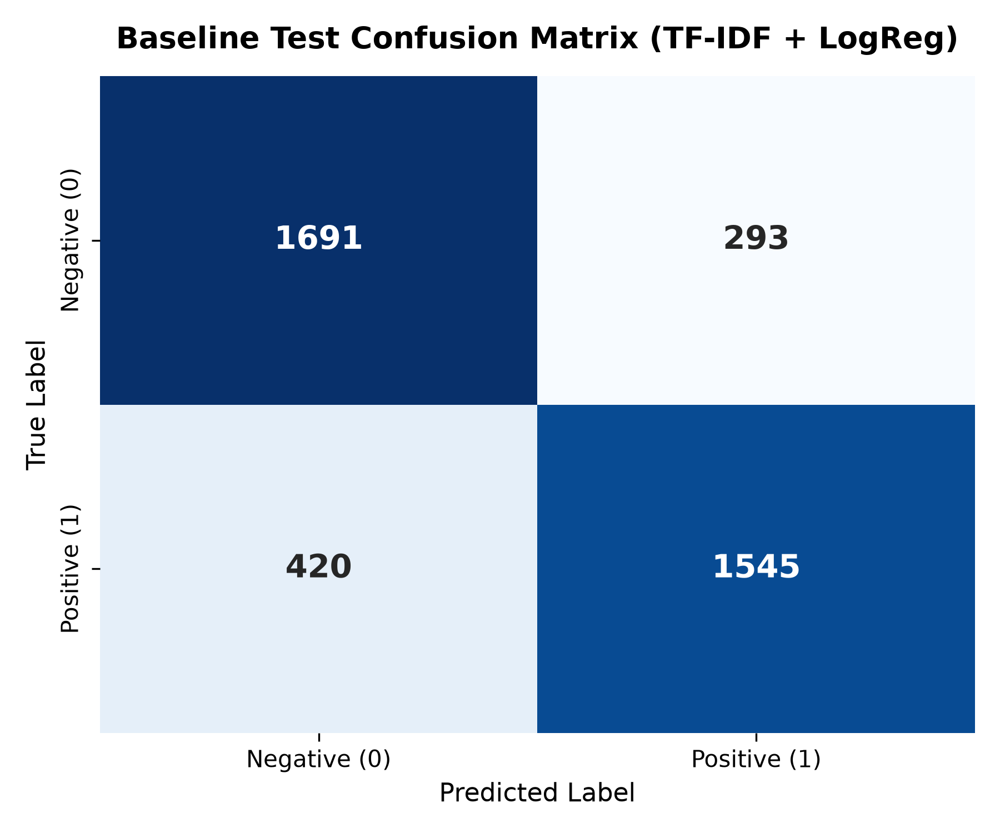 Baseline Test Confusion Matrix (TF-IDF + LogReg)
True Label
Negative (0)
1691
293
Positive (1)
420
1545
Negative (0)
Positive (1)
Predicted Label